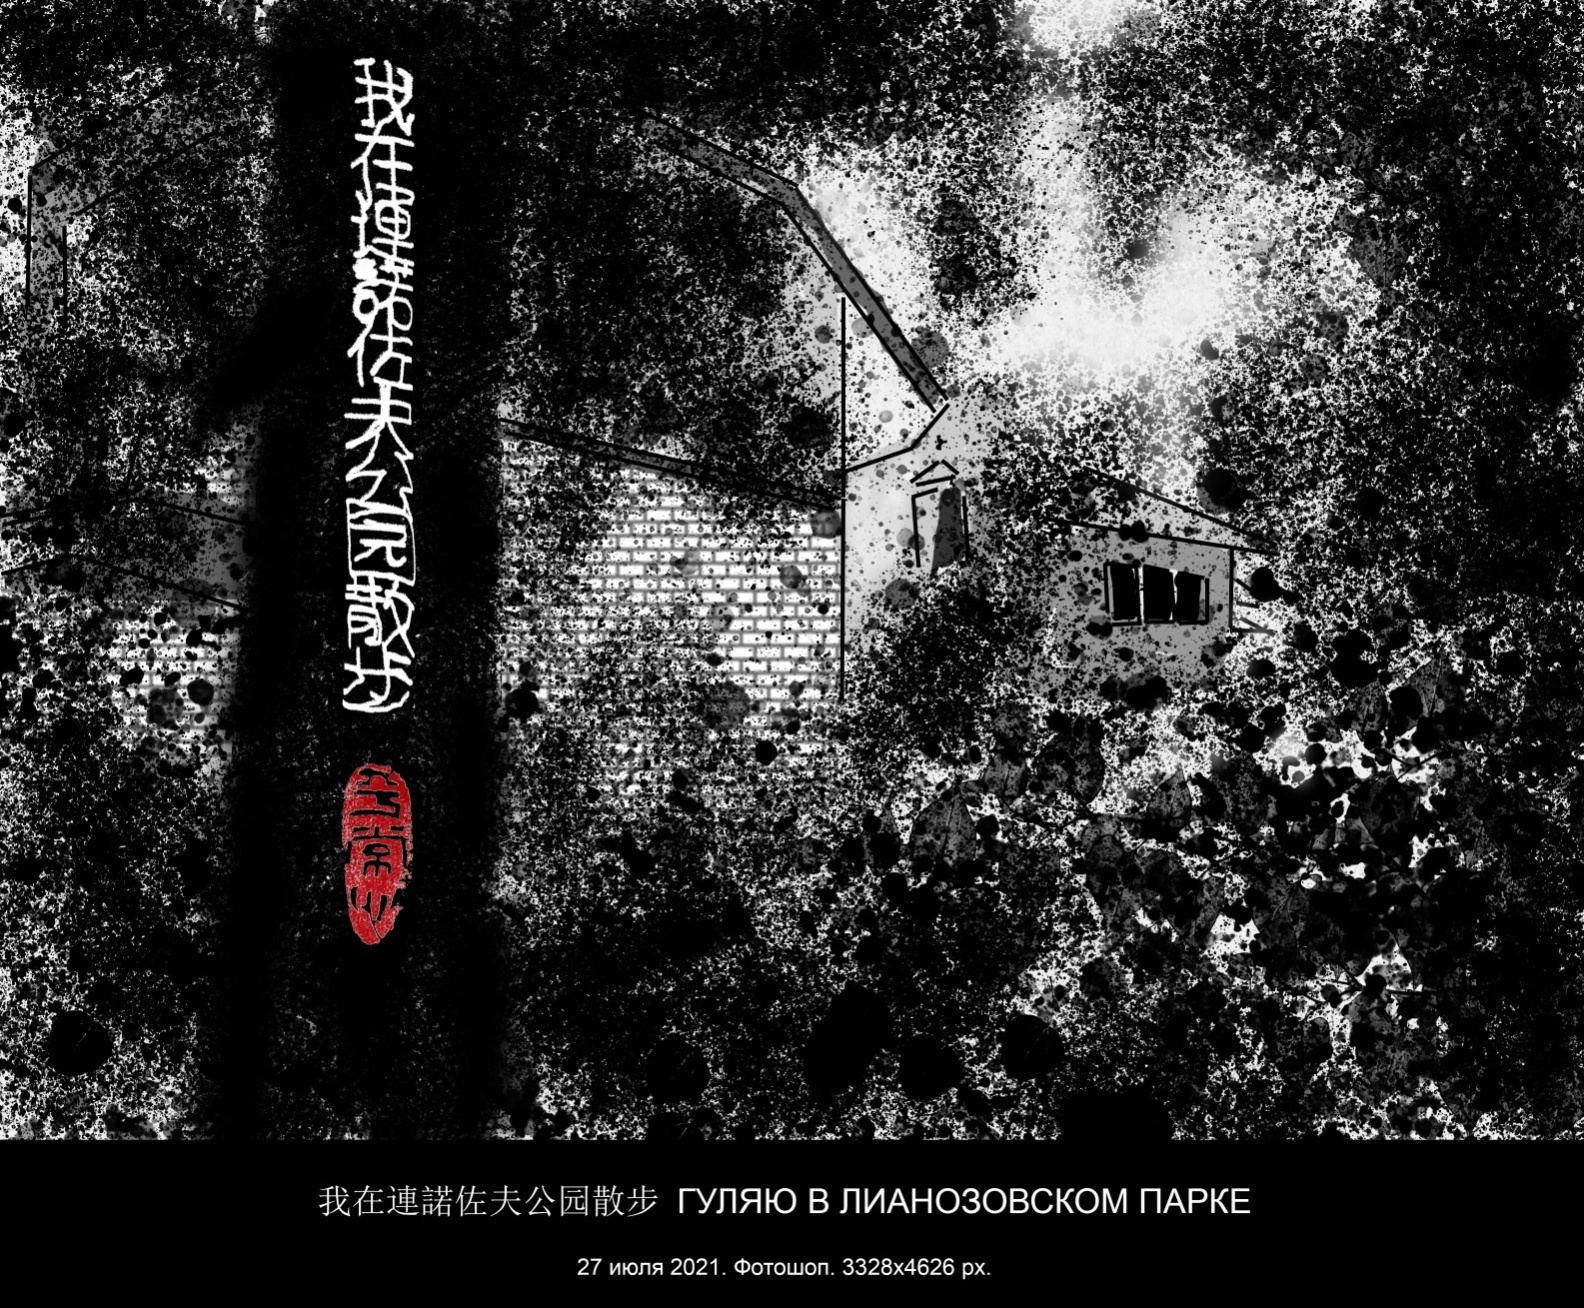 我在連諾佐夫公园散步
我在連諾佐夫公园散步 ГУЛЯЮ В ЛИАНОЗОВСКОМ ПАРКЕ
27 июля 2021. Фотошоп. 3328x4626 px.